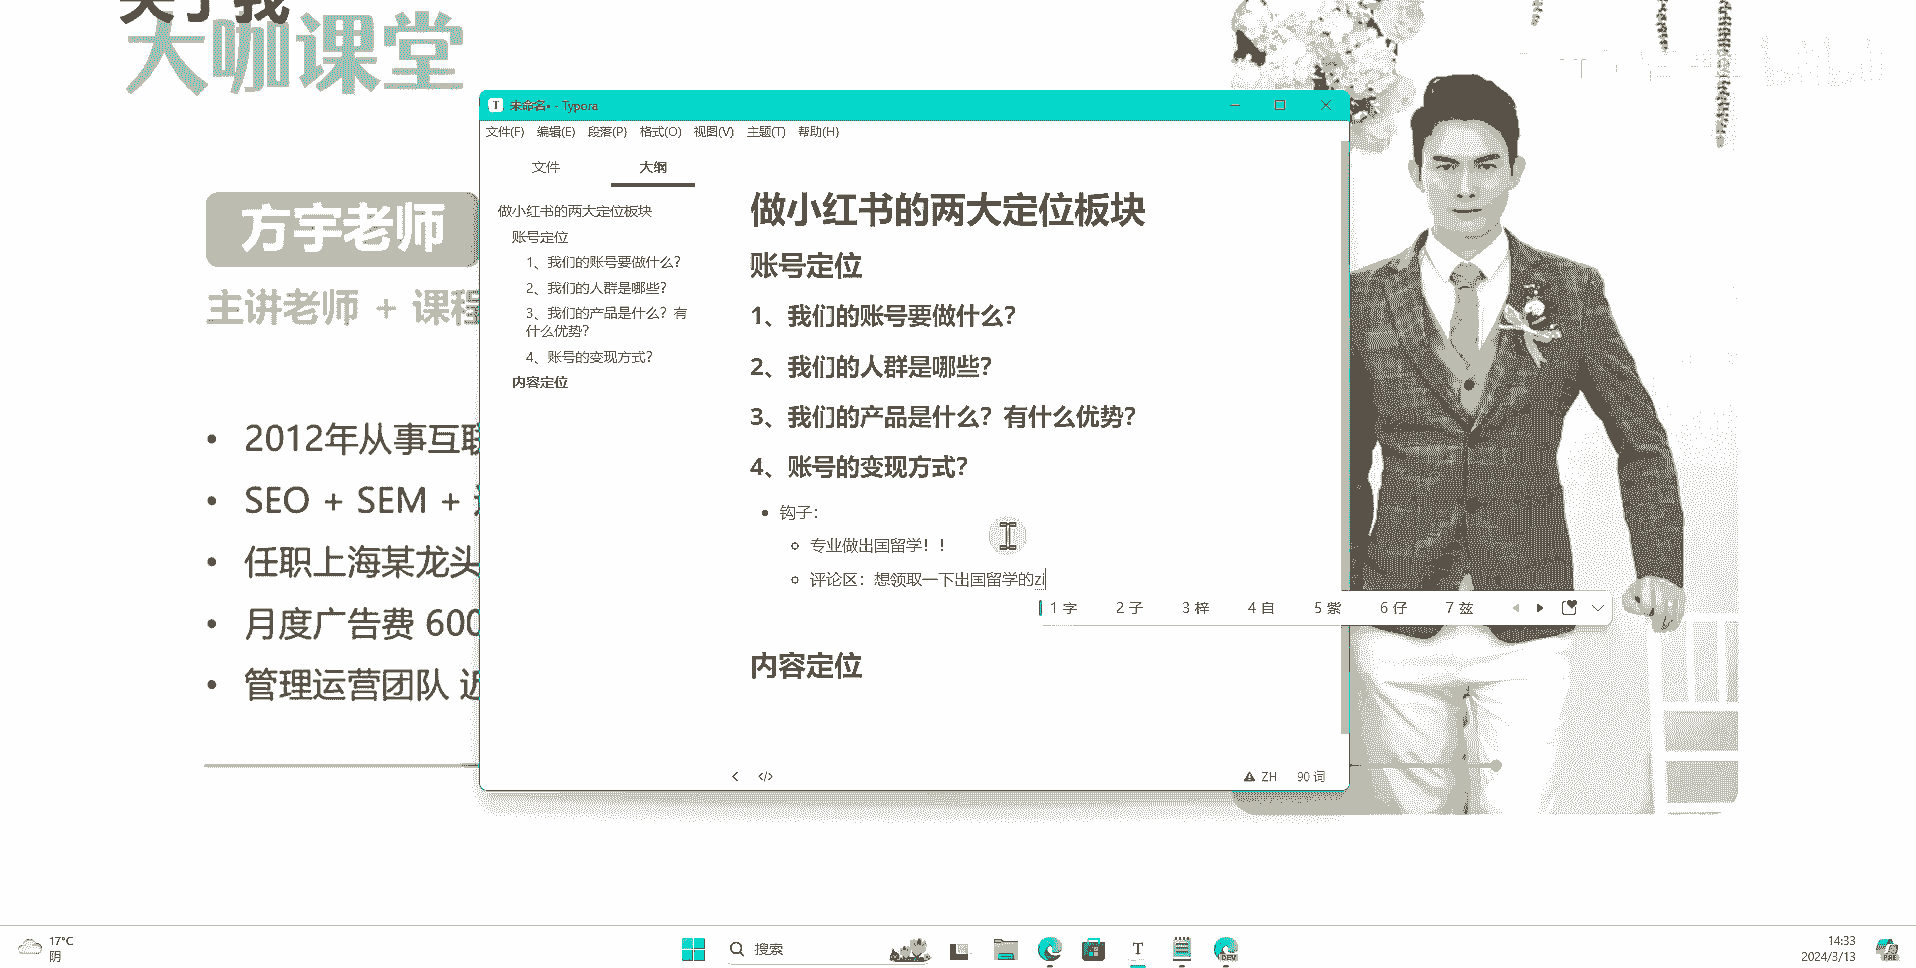 关于我
大咖课堂
bilibili
方宇老师
主讲老师 + 课程
• 2012年从事互联
• SEO + SEM +
• 任职上海某龙头
• 月度广告费 600
• 管理运营团队 近
未命名• - Typora
文件(F) 编辑(E) 段落(P) 格式(O) 视图(V) 主题(T) 帮助(H)
文件 大纲
做小红书的两大定位板块
账号定位
1、我们的账号要做什么?
2、我们的人群是哪些?
3、我们的产品是什么? 有
什么优势?
4、账号的变现方式?
内容定位
做小红书的两大定位板块
账号定位
1、我们的账号要做什么?
2、我们的人群是哪些?
3、我们的产品是什么? 有什么优势?
4、账号的变现方式?
• 钩子:
专业做出国留学! !
评论区: 想领取一下出国留学的zi
1 字 2 子 3 梓 4 自 5 紫 6 仔 7 兹
内容定位
</> ZH 90 词
17°C
阴
搜索
T
DEV
14:33
2024/3/13
PRE